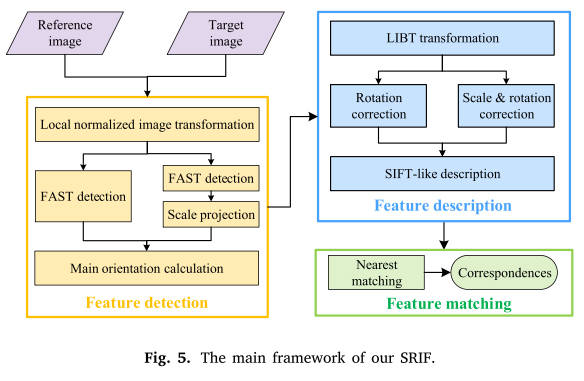 Reference
image
Target
image
Local normalized image transformation
FAST detection
FAST detection
Scale projection
Main orientation calculation
Feature detection
LIBT transformation
Rotation
correction
Scale & rotation
correction
SIFT-like description
Feature description
Nearest
matching
Correspondences
Feature matching
Fig. 5. The main framework of our SRIF.